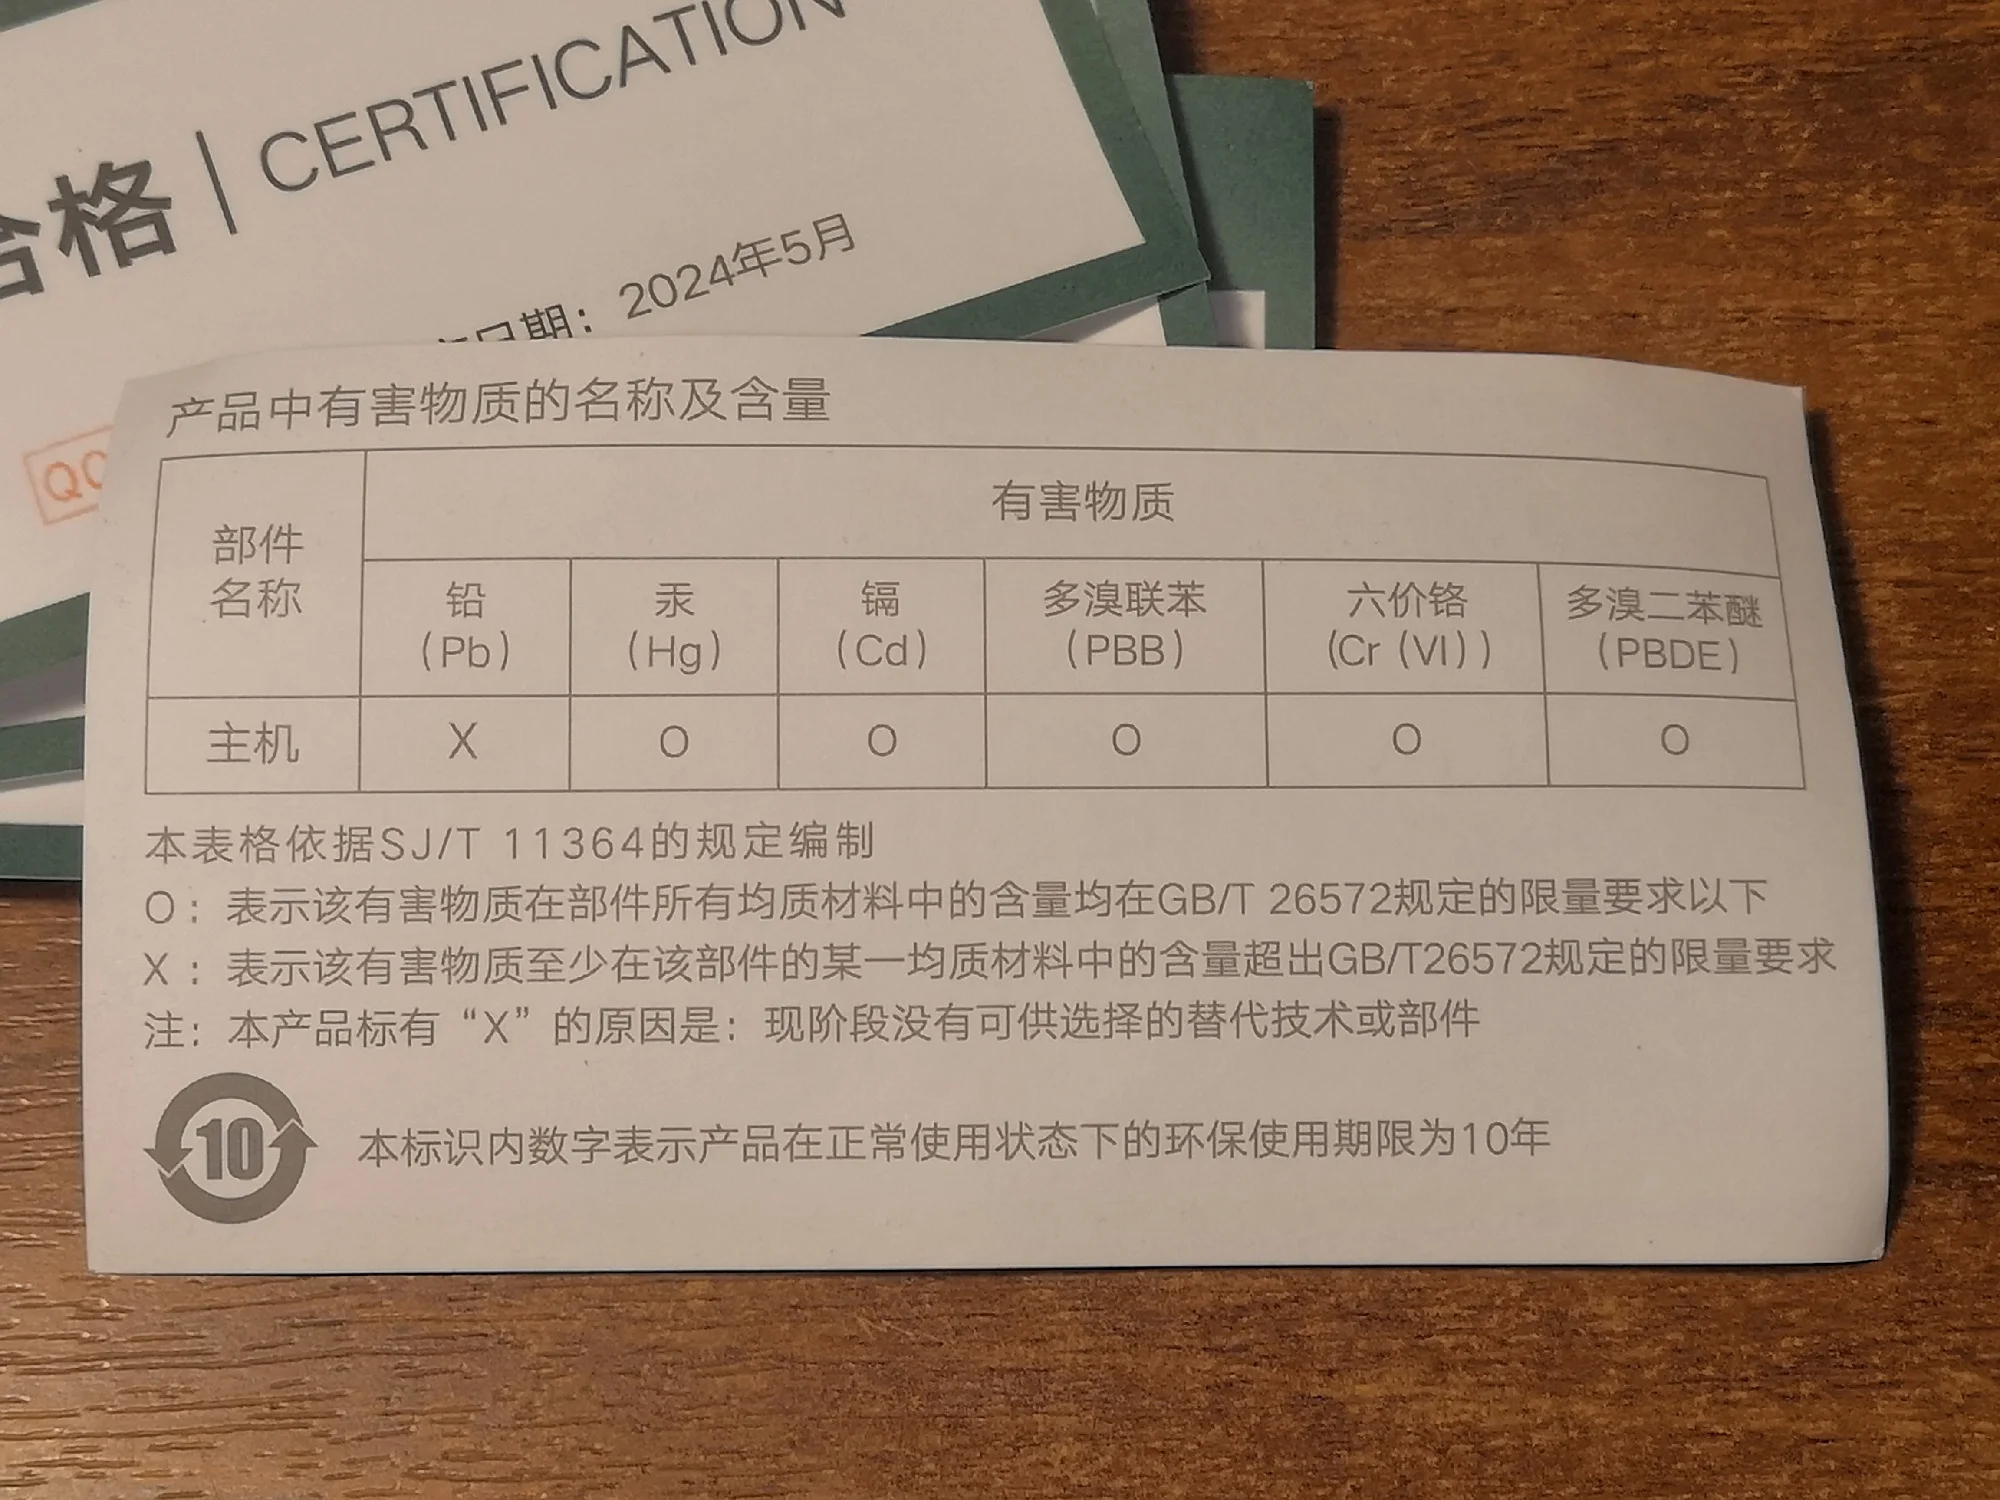 格 | CERTIFICATION
日期：2024年5月
产品中有害物质的名称及含量
部件名称 有害物质
铅(Pb) 汞(Hg) 镉(Cd) 多溴联苯(PBB) 六价铬(Cr(VI)) 多溴二苯醚(PBDE)
主机 X O O O O O
本表格依据SJ/T 11364的规定编制
O：表示该有害物质在部件所有均质材料中的含量均在GB/T 26572规定的限量要求以下
X：表示该有害物质至少在该部件的某一均质材料中的含量超出GB/T26572规定的限量要求
注：本产品标有“X”的原因是：现阶段没有可供选择的替代技术或部件
10 本标识内数字表示产品在正常使用状态下的环保使用期限为10年